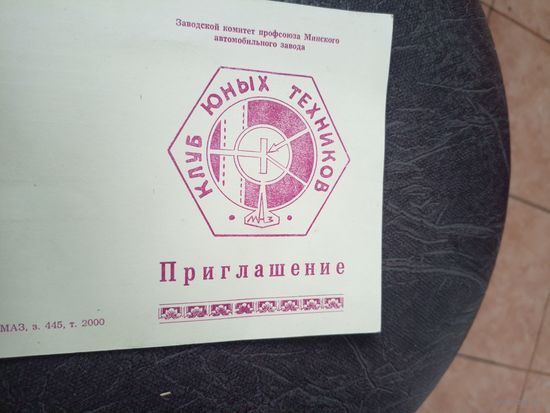 Заводской комитет профсоюза Минского
автомобильного завода
КЛУБ ЮНЫХ ТЕХНИКОВ
МАЗ
Приглашение
МАЗ, з. 445, т. 2000